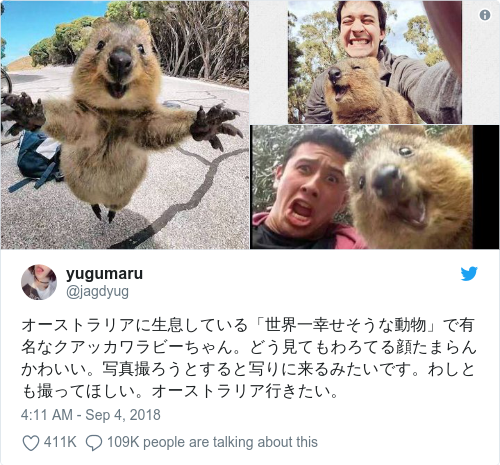 yugumaru
@jagdyug
オーストラリアに生息している「世界一幸せそうな動物」で有
名なクアッカワラビーちゃん。どう見てもわろてる顔たまらん
かわいい。写真撮ろうとすると写りに来るみたいです。わしと
も撮ってほしい。オーストラリア行きたい。
4:11 AM - Sep 4, 2018
411K 109K people are talking about this